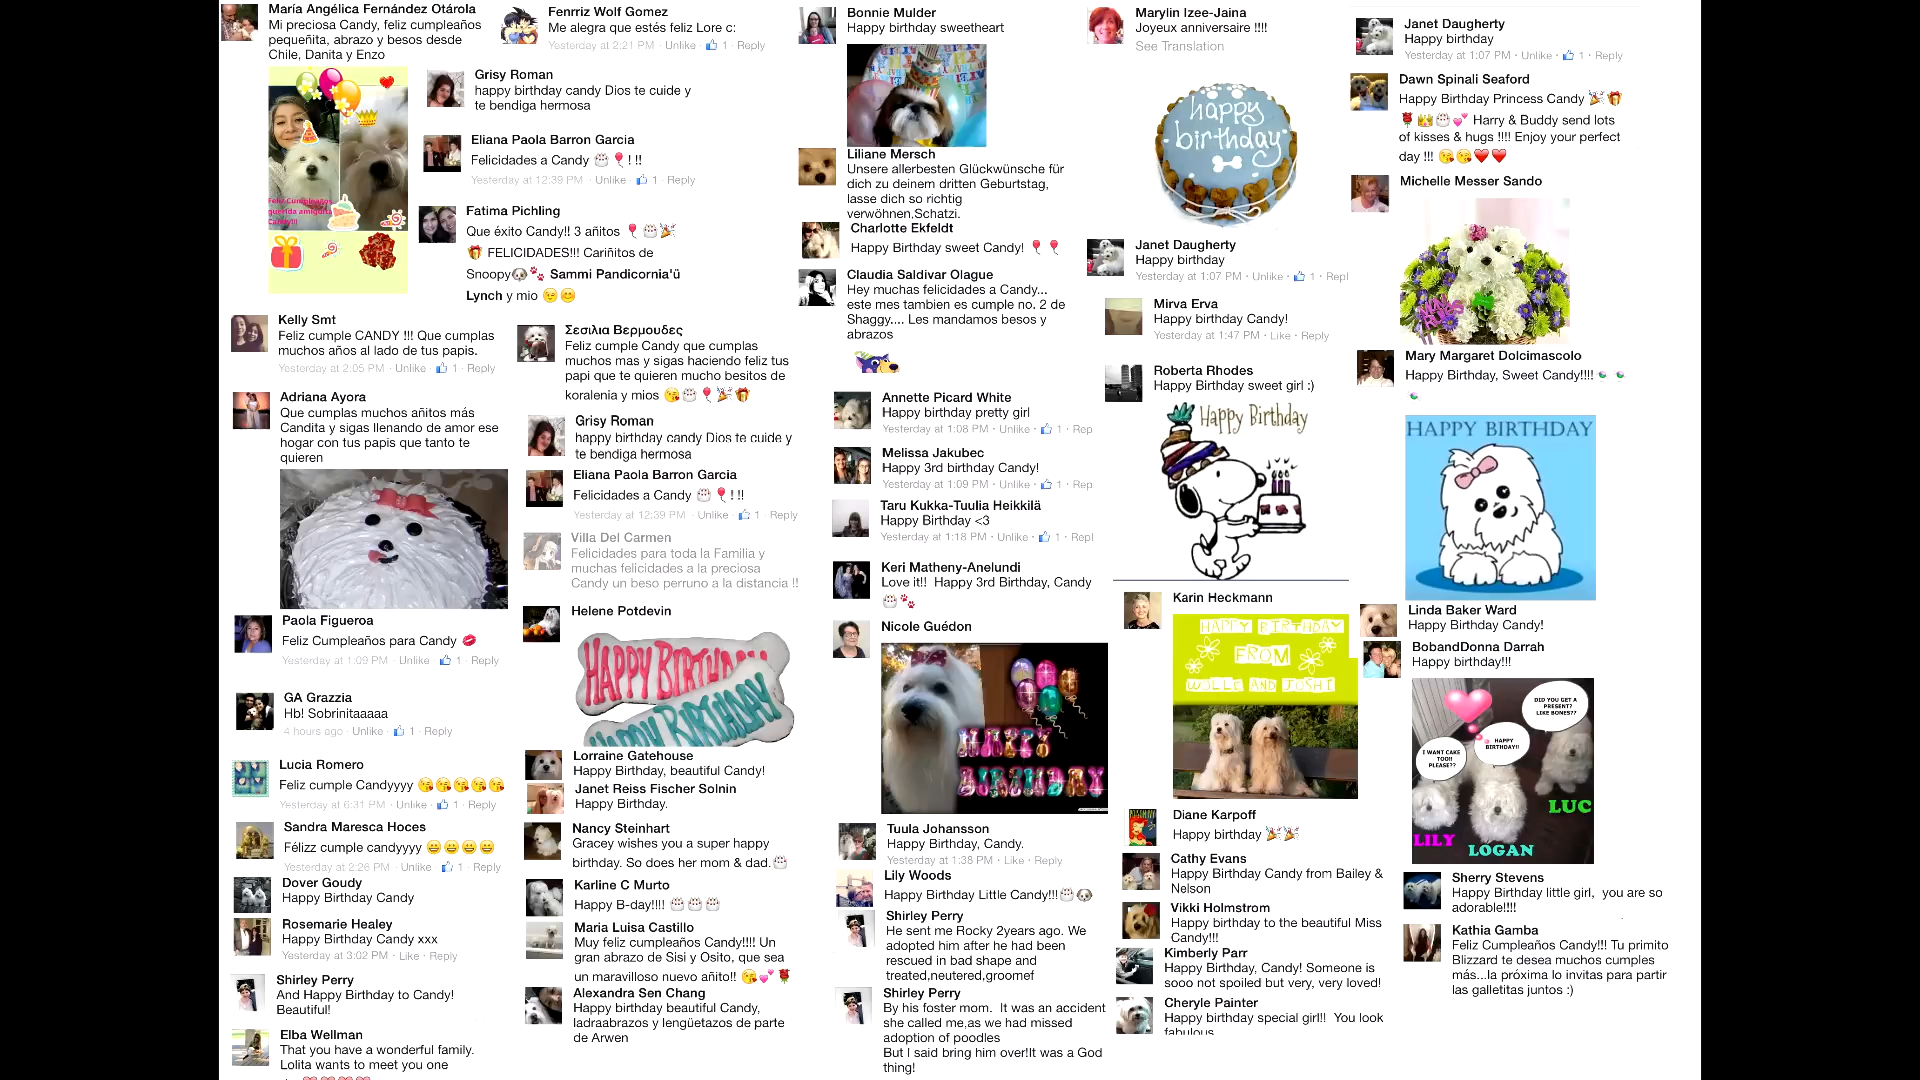 María Angélica Fernández Otárola
Mi preciosa Candy, feliz cumpleaños
pequeñita, abrazo y besos desde
Chile, Danita y Enzo
Feliz Cumpleaños
querida amiguita
Candy!!!
Fenrriz Wolf Gomez
Me alegra que estés feliz Lore c:
Yesterday at 2:21 PM · Unlike · 1 · Reply
Grisy Roman
happy birthday candy Dios te cuide y
te bendiga hermosa
Eliana Paola Barron Garcia
Felicidades a Candy 🎂🎈! !!
Yesterday at 12:39 PM · Unlike · 1 · Reply
Fatima Pichling
Que éxito Candy!! 3 añitos 🎈🎂🎉
🎁 FELICIDADES!!! Cariñitos de
Snoopy🐶🐾 Sammi Pandicornia'ü
Lynch y mio 😉😊
Kelly Smt
Feliz cumple CANDY !!! Que cumplas
muchos años al lado de tus papis.
Yesterday at 2:05 PM · Unlike · 1 · Reply
Adriana Ayora
Que cumplas muchos añitos más
Candita y sigas llenando de amor ese
hogar con tus papis que tanto te
quieren
Paola Figueroa
Feliz Cumpleaños para Candy 💋
Yesterday at 1:09 PM · Unlike 1 · Reply
GA Grazzia
Hb! Sobrinitaaaaa
4 hours ago · Unlike · 1 · Reply
Lucia Romero
Feliz cumple Candyyyy 😘😘😘😘😘
Yesterday at 6:31 PM · Unlike · 1 · Reply
Sandra Maresca Hoces
Félizz cumple candyyyy 😄😄😄😄
Yesterday at 2:26 PM · Unlike 1 · Reply
Dover Goudy
Happy Birthday Candy
Rosemarie Healey
Happy Birthday Candy xxx
Yesterday at 3:02 PM · Like · Reply
Shirley Perry
And Happy Birthday to Candy!
Beautiful!
Elba Wellman
That you have a wonderful family.
Lolita wants to meet you one
Σεσιλια Βερμουδες
Feliz cumple Candy que cumplas
muchos mas y sigas haciendo feliz tus
papi que te quieren mucho besitos de
koralenia y mios 😘🎂🎈🎉🎁
Grisy Roman
happy birthday candy Dios te cuide y
te bendiga hermosa
Eliana Paola Barron Garcia
Felicidades a Candy 🎂🎈! !!
Yesterday at 12:39 PM · Unlike · 1 · Reply
Villa Del Carmen
Felicidades para toda la Familia y
muchas felicidades a la preciosa
Candy un beso perruno a la distancia !!
Helene Potdevin
HAPPY BIRTHDAY
HAPPY BIRTHDAY
Lorraine Gatehouse
Happy Birthday, beautiful Candy!
Janet Reiss Fischer Solnin
Happy Birthday.
Nancy Steinhart
Gracey wishes you a super happy
birthday. So does her mom & dad.🎂
Karline C Murto
Happy B-day!!!! 🎂🎂🎂
Maria Luisa Castillo
Muy feliz cumpleaños Candy!!!! Un
gran abrazo de Sisi y Osito, que sea
un maravilloso nuevo añito!! 😘💕🌹
Alexandra Sen Chang
Happy birthday beautiful Candy,
ladraabrazos y lengüetazos de parte
de Arwen
Bonnie Mulder
Happy birthday sweetheart
Liliane Mersch
Unsere allerbesten Glückwünsche für
dich zu deinem dritten Geburtstag,
lasse dich so richtig
verwöhnen,Schatzi.
Charlotte Ekfeldt
Happy Birthday sweet Candy! 🎈🎈
Claudia Saldivar Olague
Hey muchas felicidades a Candy...
este mes tambien es cumple no. 2 de
Shaggy.... Les mandamos besos y
abrazos
Annette Picard White
Happy birthday pretty girl
Yesterday at 1:08 PM · Unlike · 1 · Rep
Melissa Jakubec
Happy 3rd birthday Candy!
Yesterday at 1:09 PM · Unlike · 1 · Rep
Taru Kukka-Tuulia Heikkilä
Happy Birthday <3
Yesterday at 1:18 PM · Unlike · 1 · Repl
Keri Matheny-Anelundi
Love it!! Happy 3rd Birthday, Candy
🎂🐾
Nicole Guédon
HAPPY
BIRTHDAY
Tuula Johansson
Happy Birthday, Candy.
Yesterday at 1:38 PM · Like · Reply
Lily Woods
Happy Birthday Little Candy!!!🎂🐶
Shirley Perry
He sent me Rocky 2years ago. We
adopted him after he had been
rescued in bad shape and
treated,neutered,groomef
Shirley Perry
By his foster mom. It was an accident
she called me,as we had missed
adoption of poodles
But I said bring him over!It was a God
thing!
Marylin Izee-Jaina
Joyeux anniversaire !!!!
See Translation
happy
birthday
Janet Daugherty
Happy birthday
Yesterday at 1:07 PM · Unlike · 1 · Repl
Mirva Erva
Happy birthday Candy!
Yesterday at 1:47 PM · Like · Reply
Roberta Rhodes
Happy Birthday sweet girl :)
Happy Birthday
Karin Heckmann
HAPPY BIRTHDAY
FROM
WOLLE AND JOSHI
Diane Karpoff
Happy birthday 🎉🎉
Cathy Evans
Happy Birthday Candy from Bailey &
Nelson
Vikki Holmstrom
Happy birthday to the beautiful Miss
Candy!!!
Kimberly Parr
Happy Birthday, Candy! Someone is
sooo not spoiled but very, very loved!
Cheryle Painter
Happy birthday special girl!! You look
fabulous
Janet Daugherty
Happy birthday
Yesterday at 1:07 PM · Unlike · 1 · Reply
Dawn Spinali Seaford
Happy Birthday Princess Candy 🎉🎁
🌹👑🎂💕 Harry & Buddy send lots
of kisses & hugs !!!! Enjoy your perfect
day !!! 😘😘❤️❤️
Michelle Messer Sando
Mary Margaret Dolcimascolo
Happy Birthday, Sweet Candy!!!!
HAPPY BIRTHDAY
Linda Baker Ward
Happy Birthday Candy!
BobandDonna Darrah
Happy birthday!!!
DID YOU GET A
PRESENT?
LIKE BONES??
HAPPY
BIRTHDAY!!
I WANT CAKE
TOO!!
PLEASE??
LUC
LILY
LOGAN
Sherry Stevens
Happy Birthday little girl, you are so
adorable!!!!
Kathia Gamba
Feliz Cumpleaños Candy!!! Tu primito
Blizzard te desea muchos cumples
más...la próxima lo invitas para partir
las galletitas juntos :)